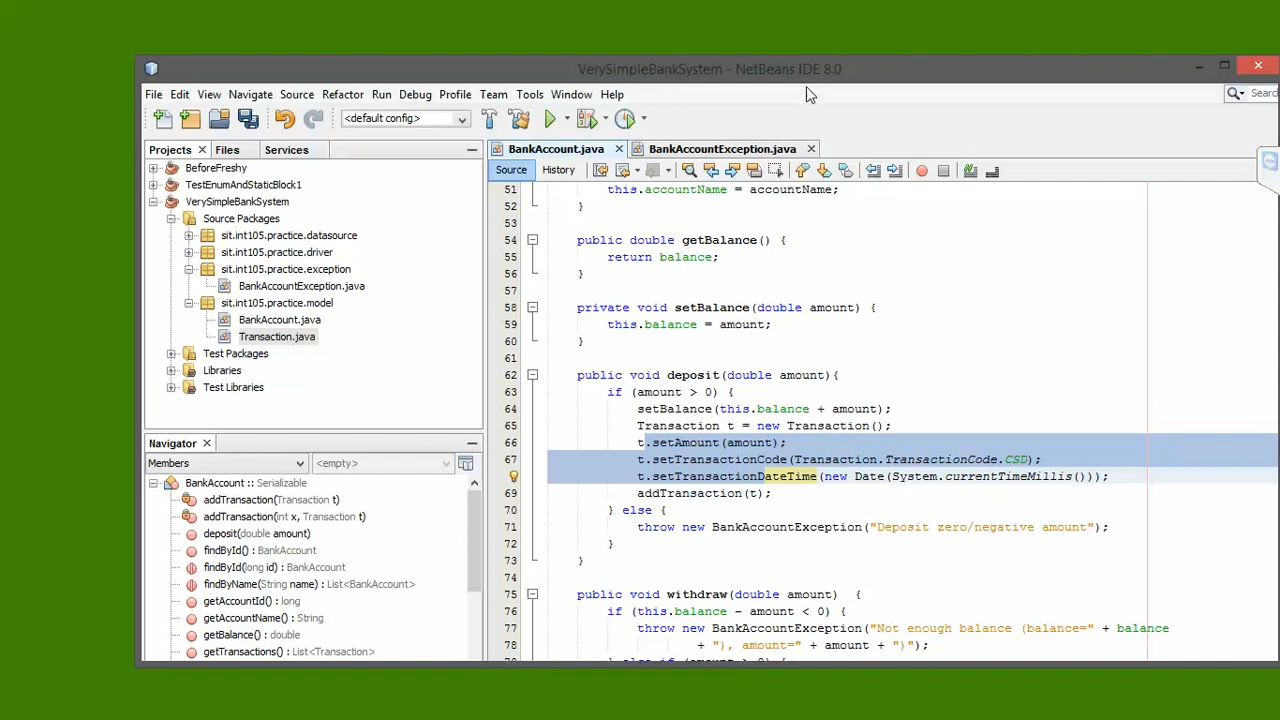 VerySimpleBankSystem - NetBeans IDE 8.0
File Edit View Navigate Source Refactor Run Debug Profile Team Tools Window Help
Searc
<default config>
Projects Files Services
BankAccount.java BankAccountException.java
Source History
BeforeFreshy
TestEnumAndStaticBlock1
VerySimpleBankSystem
Source Packages
sit.int105.practice.datasource
sit.int105.practice.driver
sit.int105.practice.exception
BankAccountException.java
sit.int105.practice.model
BankAccount.java
Transaction.java
Test Packages
Libraries
Test Libraries
Navigator
Members <empty>
BankAccount :: Serializable
addTransaction(Transaction t)
addTransaction(int x, Transaction t)
deposit(double amount)
findById() : BankAccount
findById(long id) : BankAccount
findByName(String name) : List<BankAccount>
getAccountId() : long
getAccountName() : String
getBalance() : double
getTransactions() : List<Transaction>
51 this.accountName = accountName;
52 }
53
54 public double getBalance() {
55 return balance;
56 }
57
58 private void setBalance(double amount) {
59 this.balance = amount;
60 }
61
62 public void deposit(double amount){
63 if (amount > 0) {
64 setBalance(this.balance + amount);
65 Transaction t = new Transaction();
66 t.setAmount(amount);
67 t.setTransactionCode(Transaction.TransactionCode.CSD);
t.setTransactionDateTime(new Date(System.currentTimeMillis()));
69 addTransaction(t);
70 } else {
71 throw new BankAccountException("Deposit zero/negative amount");
72 }
73 }
74
75 public void withdraw(double amount) {
76 if (this.balance - amount < 0) {
77 throw new BankAccountException("Not enough balance (balance=" + balance
78 + "), amount=" + amount + ")");
} else if (amount > 0) {